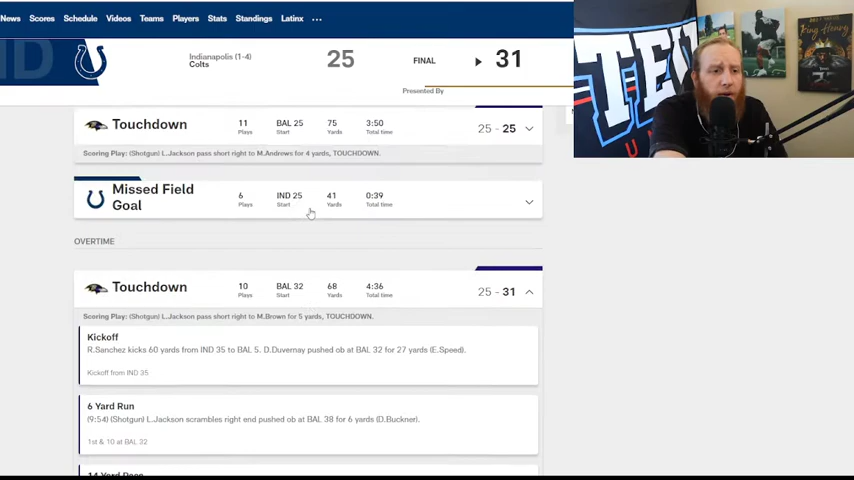 News Scores Schedule Videos Teams Players Stats Standings Latinx ...
Indianapolis (1-4)
Colts
25
FINAL
31
Presented By
Touchdown
11 BAL 25 75 3:50
Plays Start Yards Total time
25 - 25
Scoring Play: (Shotgun) L.Jackson pass short right to M.Andrews for 4 yards, TOUCHDOWN.
Missed Field
Goal
6 IND 25 41 0:39
Plays Start Yards Total time
OVERTIME
Touchdown
10 BAL 32 68 4:36
Plays Start Yards Total time
25 - 31
Scoring Play: (Shotgun) L.Jackson pass short right to M.Brown for 5 yards, TOUCHDOWN.
Kickoff
R.Sanchez kicks 60 yards from IND 35 to BAL 5. D.Duvernay pushed ob at BAL 32 for 27 yards (E.Speed).
Kickoff from IND 35
6 Yard Run
(9:54) (Shotgun) L.Jackson scrambles right end pushed ob at BAL 38 for 6 yards (D.Buckner).
1st & 10 at BAL 32
14 Yard Pass
King Henry